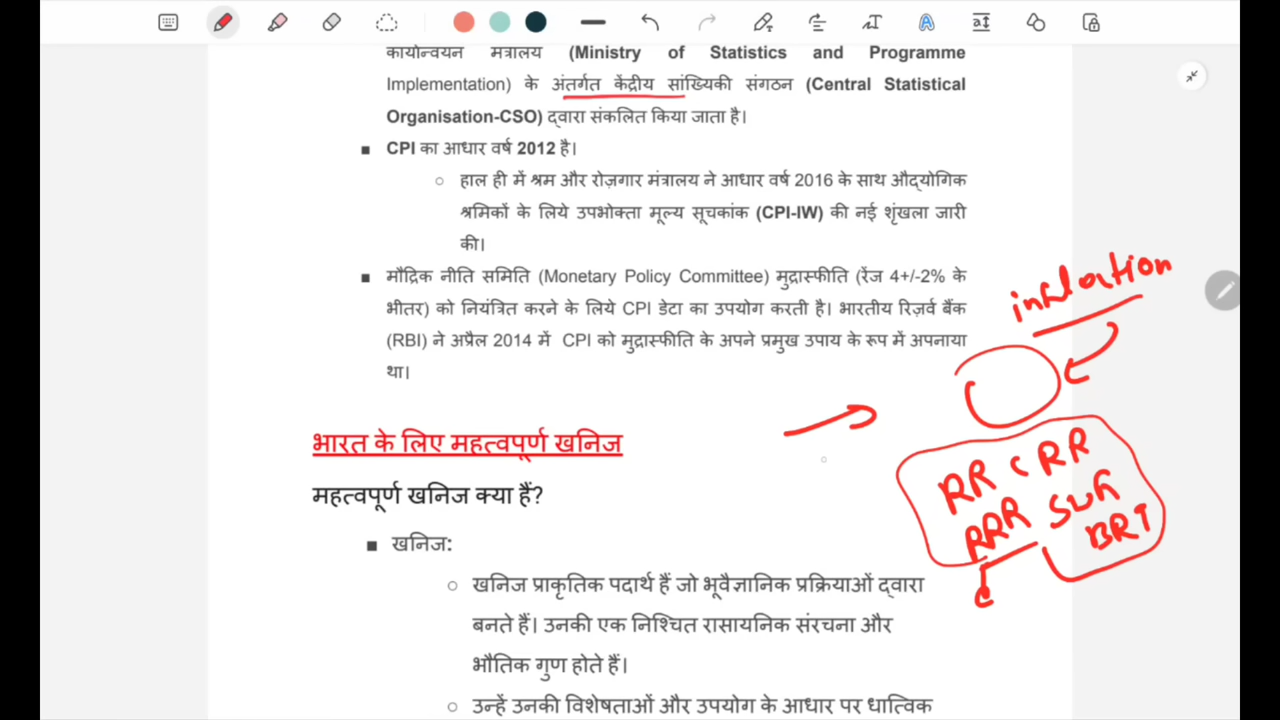 कार्यान्वयन मंत्रालय (Ministry of Statistics and Programme
Implementation) के अंतर्गत केंद्रीय सांख्यिकी संगठन (Central Statistical
Organisation-CSO) द्वारा संकलित किया जाता है।
■ CPI का आधार वर्ष 2012 है।
○ हाल ही में श्रम और रोज़गार मंत्रालय ने आधार वर्ष 2016 के साथ औद्योगिक
श्रमिकों के लिये उपभोक्ता मूल्य सूचकांक (CPI-IW) की नई शृंखला जारी
की।
■ मौद्रिक नीति समिति (Monetary Policy Committee) मुद्रास्फीति (रेंज 4+/-2% के
भीतर) को नियंत्रित करने के लिये CPI डेटा का उपयोग करती है। भारतीय रिज़र्व बैंक
(RBI) ने अप्रैल 2014 में CPI को मुद्रास्फीति के अपने प्रमुख उपाय के रूप में अपनाया
था।
inflation
RR CRR
RRR SLR
BRT
भारत के लिए महत्वपूर्ण खनिज
महत्वपूर्ण खनिज क्या हैं?
■ खनिज:
○ खनिज प्राकृतिक पदार्थ हैं जो भूवैज्ञानिक प्रक्रियाओं द्वारा
बनते हैं। उनकी एक निश्चित रासायनिक संरचना और
भौतिक गुण होते हैं।
○ उन्हें उनकी विशेषताओं और उपयोग के आधार पर धात्विक